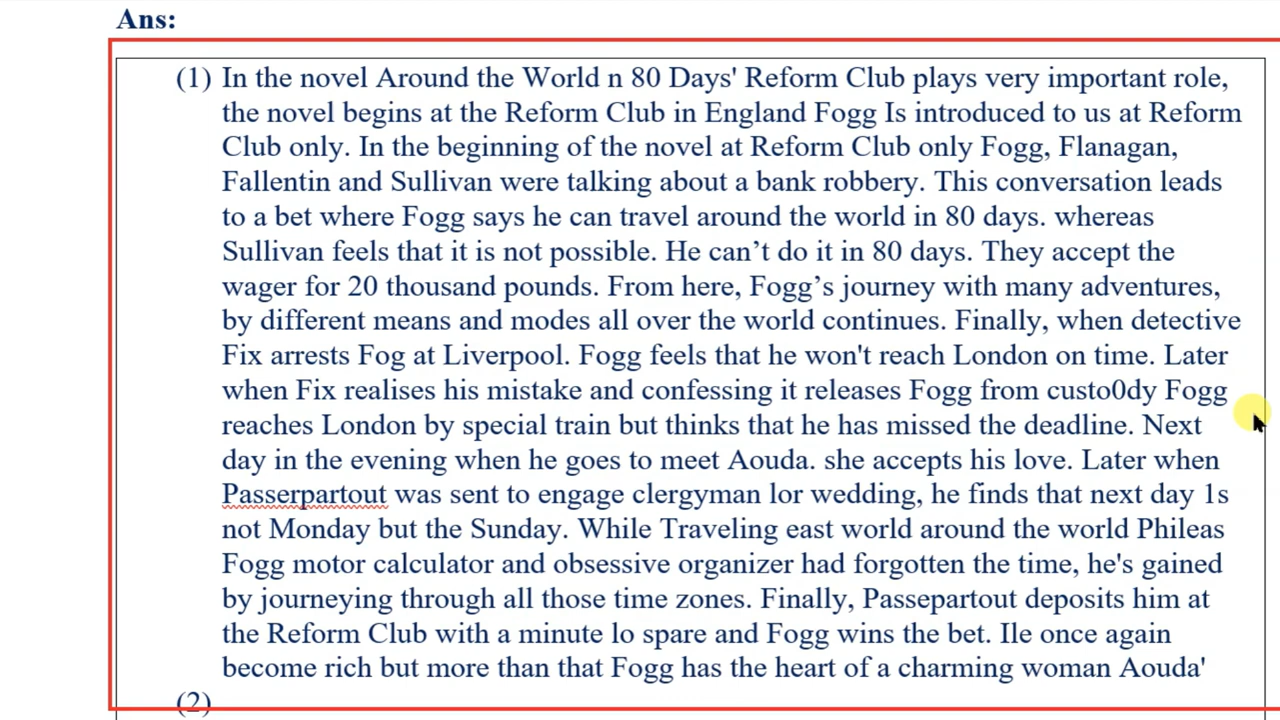 Ans:
(1) In the novel Around the World n 80 Days' Reform Club plays very important role,
the novel begins at the Reform Club in England Fogg Is introduced to us at Reform
Club only. In the beginning of the novel at Reform Club only Fogg, Flanagan,
Fallentin and Sullivan were talking about a bank robbery. This conversation leads
to a bet where Fogg says he can travel around the world in 80 days. whereas
Sullivan feels that it is not possible. He can’t do it in 80 days. They accept the
wager for 20 thousand pounds. From here, Fogg’s journey with many adventures,
by different means and modes all over the world continues. Finally, when detective
Fix arrests Fog at Liverpool. Fogg feels that he won't reach London on time. Later
when Fix realises his mistake and confessing it releases Fogg from custo0dy Fogg
reaches London by special train but thinks that he has missed the deadline. Next
day in the evening when he goes to meet Aouda. she accepts his love. Later when
Passerpartout was sent to engage clergyman lor wedding, he finds that next day 1s
not Monday but the Sunday. While Traveling east world around the world Phileas
Fogg motor calculator and obsessive organizer had forgotten the time, he's gained
by journeying through all those time zones. Finally, Passepartout deposits him at
the Reform Club with a minute lo spare and Fogg wins the bet. Ile once again
become rich but more than that Fogg has the heart of a charming woman Aouda'
(2)